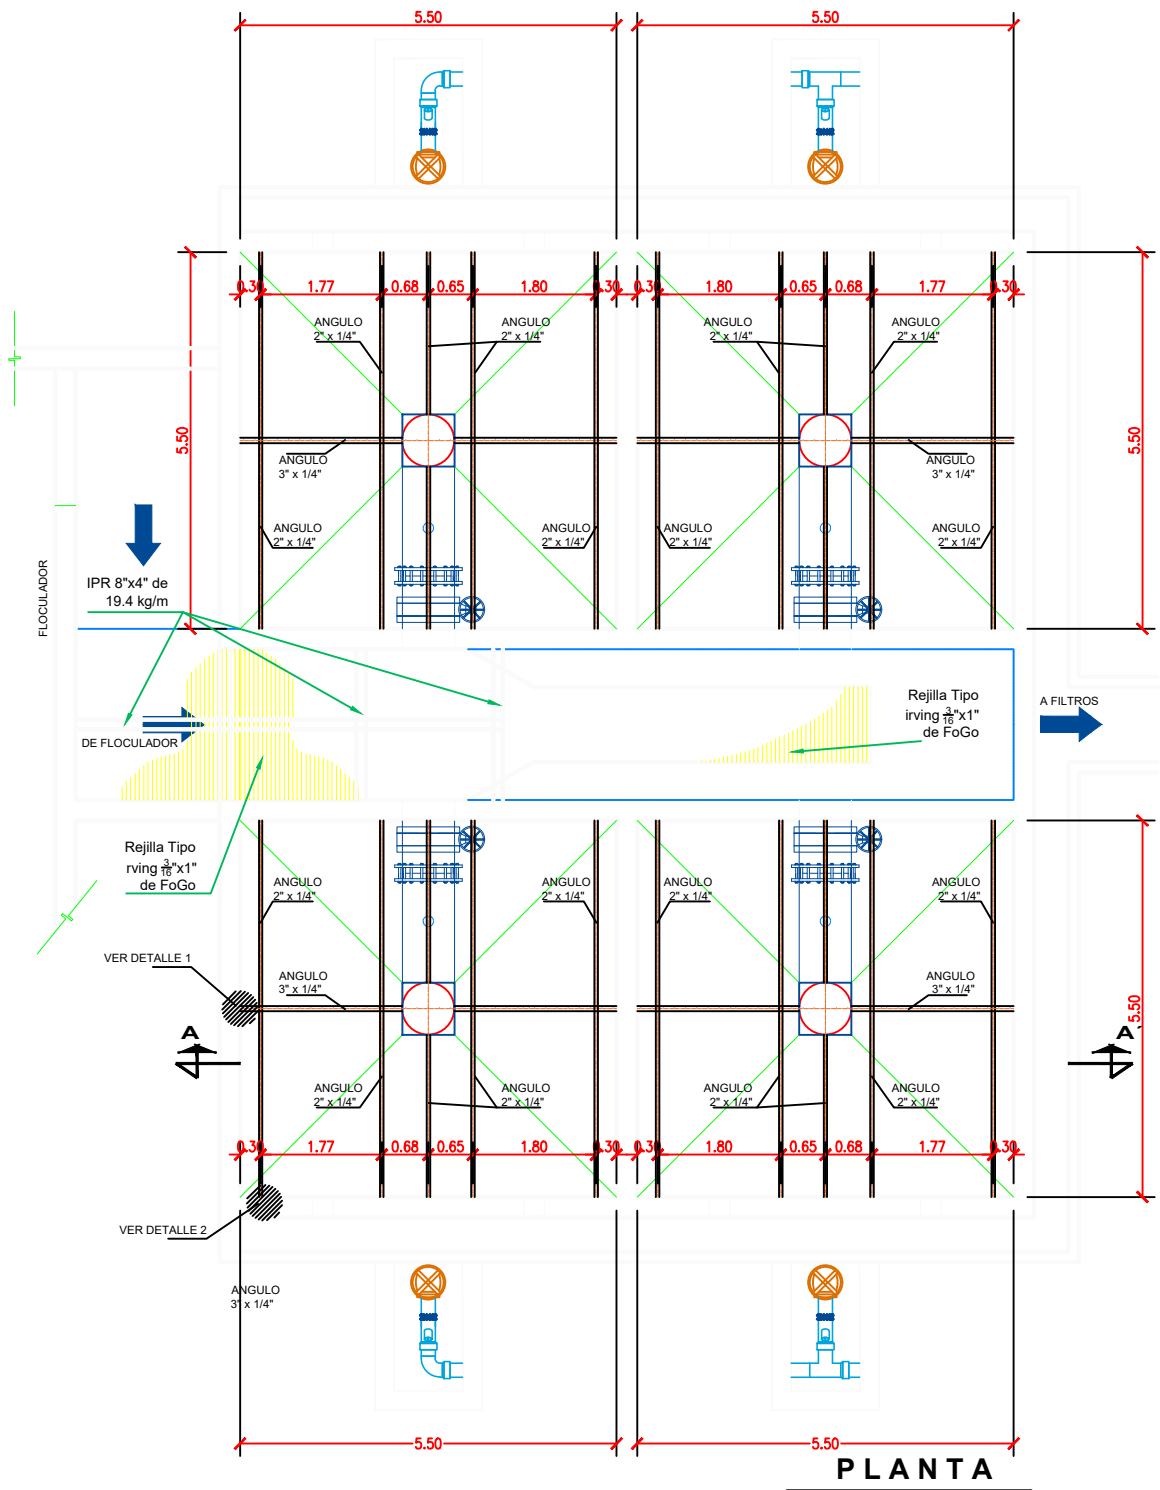 5.50
5.50
0.30
1.77
0.68
0.65
1.80
0.30
0.30
1.80
0.65
0.68
1.77
0.30
ANGULO
2" x 1/4"
ANGULO
2" x 1/4"
ANGULO
2" x 1/4"
ANGULO
2" x 1/4"
5.50
5.50
ANGULO
3" x 1/4"
ANGULO
3" x 1/4"
ANGULO
2" x 1/4"
ANGULO
2" x 1/4"
ANGULO
2" x 1/4"
ANGULO
2" x 1/4"
FLOCULADOR
IPR 8"x4" de
19.4 kg/m
DE FLOCULADOR
Rejilla Tipo
irving 3/16"x1"
de FoGo
A FILTROS
Rejilla Tipo
rving 3/16"x1"
de FoGo
ANGULO
2" x 1/4"
ANGULO
2" x 1/4"
ANGULO
2" x 1/4"
ANGULO
2" x 1/4"
VER DETALLE 1
ANGULO
3" x 1/4"
ANGULO
3" x 1/4"
5.50
A
A´
ANGULO
2" x 1/4"
ANGULO
2" x 1/4"
ANGULO
2" x 1/4"
ANGULO
2" x 1/4"
0.30
1.77
0.68
0.65
1.80
0.30
0.30
1.80
0.65
0.68
1.77
0.30
VER DETALLE 2
ANGULO
3" x 1/4"
5.50
5.50
PLANTA